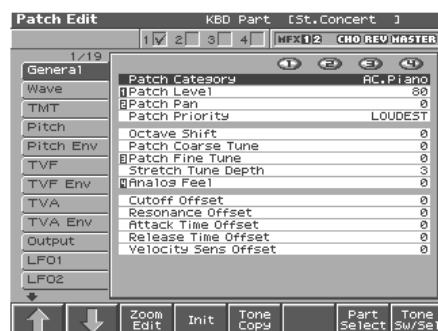 Patch Edit KBD Part [St.Concert ]
1 2 3 4 MFX 1 2 CHO REV MASTER
1/19
General
Wave
TMT
Pitch
Pitch Env
TVF
TVF Env
TVA
TVA Env
Output
LFO1
LFO2
1 2 3 4
Patch Category AC.Piano
1 Patch Level 80
2 Patch Pan 0
Patch Priority LOUDEST
Octave Shift 0
Patch Coarse Tune 0
3 Patch Fine Tune 0
Stretch Tune Depth 3
4 Analog Feel 0
Cutoff Offset 0
Resonance Offset 0
Attack Time Offset 0
Release Time Offset 0
Velocity Sens Offset 0
Zoom Edit
Init
Tone Copy
Part Select
Tone Sw/Sel